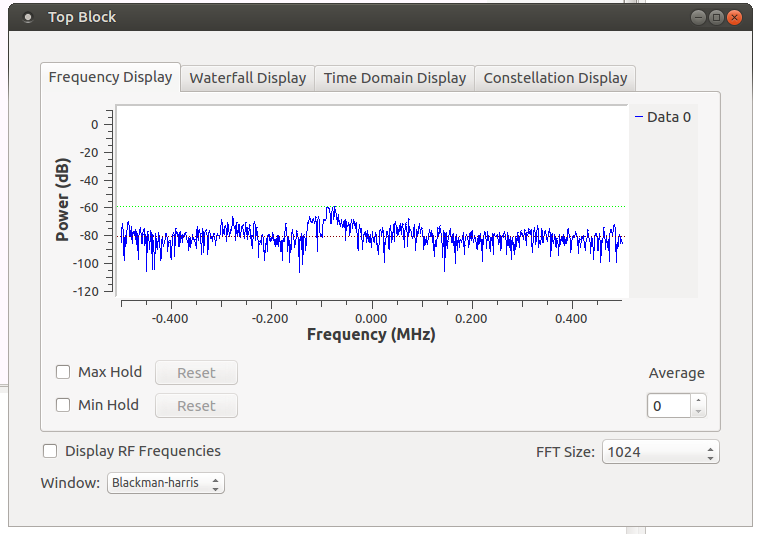 Top Block
Frequency Display Waterfall Display Time Domain Display Constellation Display
Data 0
Power (dB)
0
-20
-40
-60
-80
-100
-120
-0.400 -0.200 0.000 0.200 0.400
Frequency (MHz)
Max Hold Reset Average
Min Hold Reset 0
Display RF Frequencies FFT Size: 1024
Window: Blackman-harris